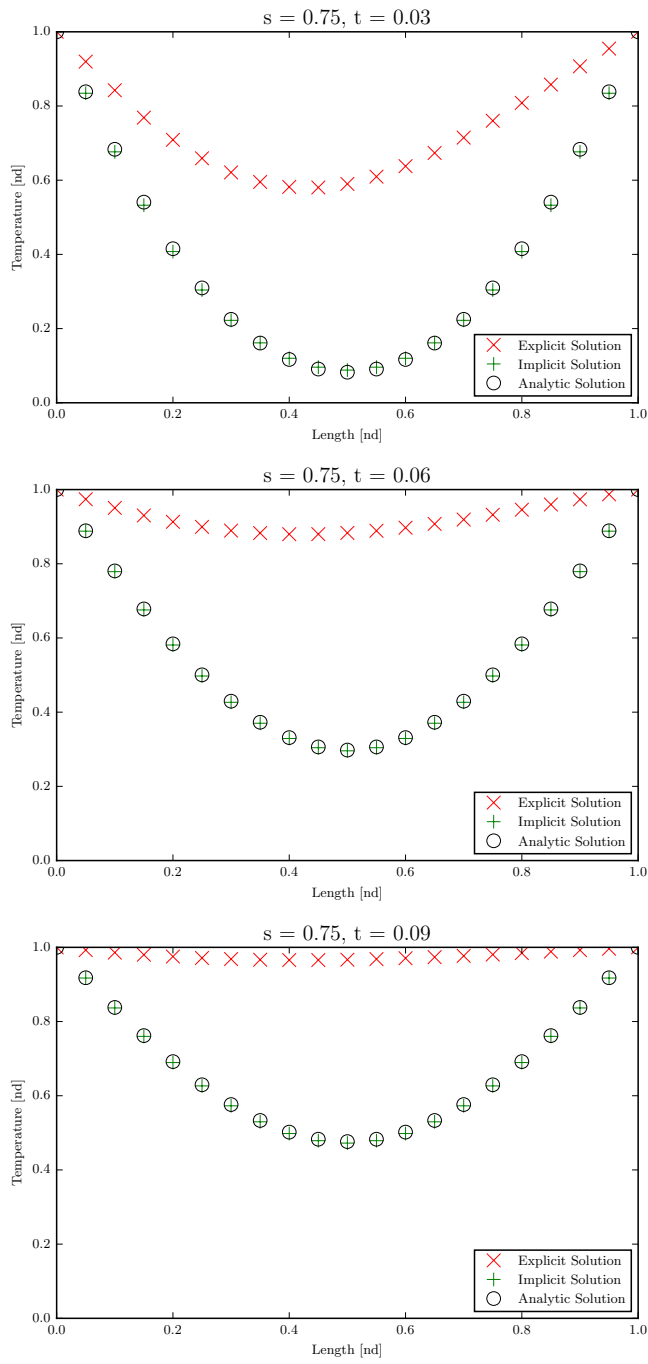 s = 0.75, t = 0.03
1.0
0.8
0.6
0.4
0.2
0.0
Temperature [nd]
Explicit Solution
Implicit Solution
Analytic Solution
0.0 0.2 0.4 0.6 0.8 1.0
Length [nd]
s = 0.75, t = 0.06
1.0
0.8
0.6
0.4
0.2
0.0
Temperature [nd]
Explicit Solution
Implicit Solution
Analytic Solution
0.0 0.2 0.4 0.6 0.8 1.0
Length [nd]
s = 0.75, t = 0.09
1.0
0.8
0.6
0.4
0.2
0.0
Temperature [nd]
Explicit Solution
Implicit Solution
Analytic Solution
0.0 0.2 0.4 0.6 0.8 1.0
Length [nd]